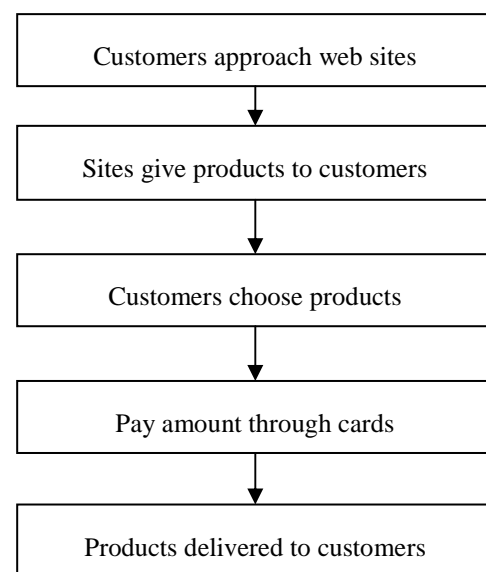 Customers approach web sites
Sites give products to customers
Customers choose products
Pay amount through cards
Products delivered to customers